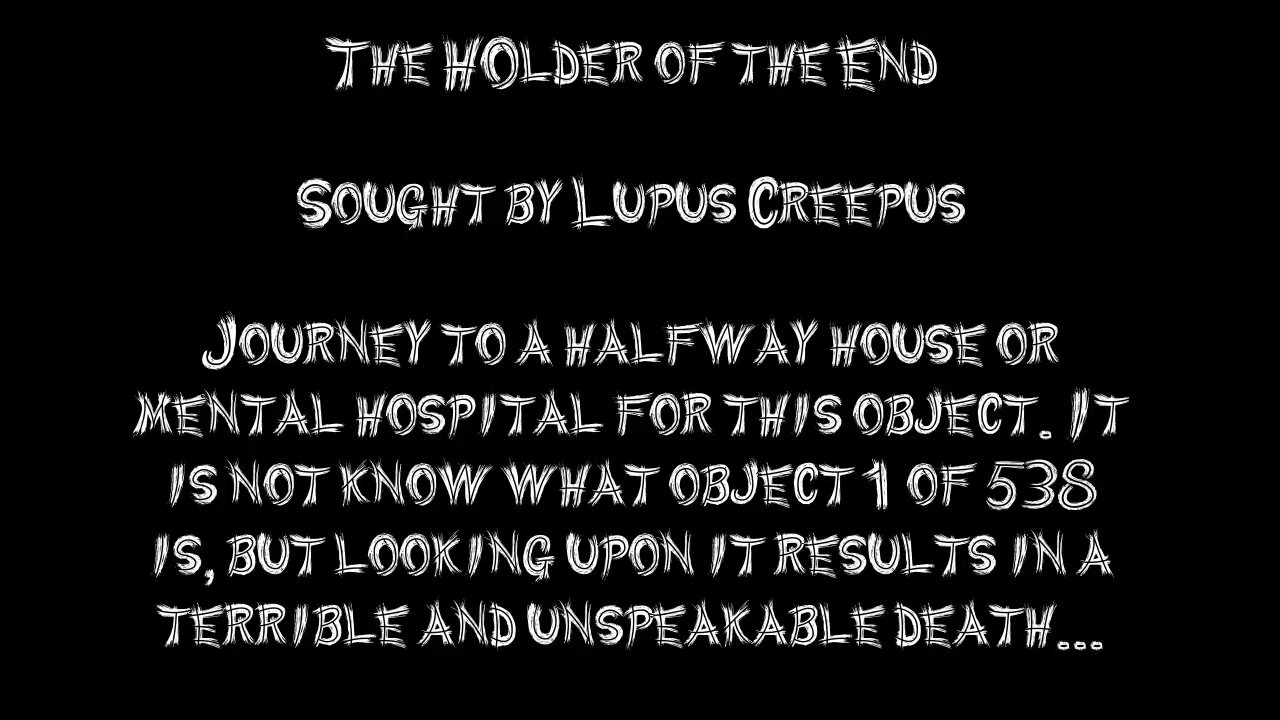 The Holder of the End
Sought by Lupus Creepus
Journey to a halfway house or
mental hospital for this object. It
is not know what object 1 of 538
is, but looking upon it results in a
terrible and unspeakable death...